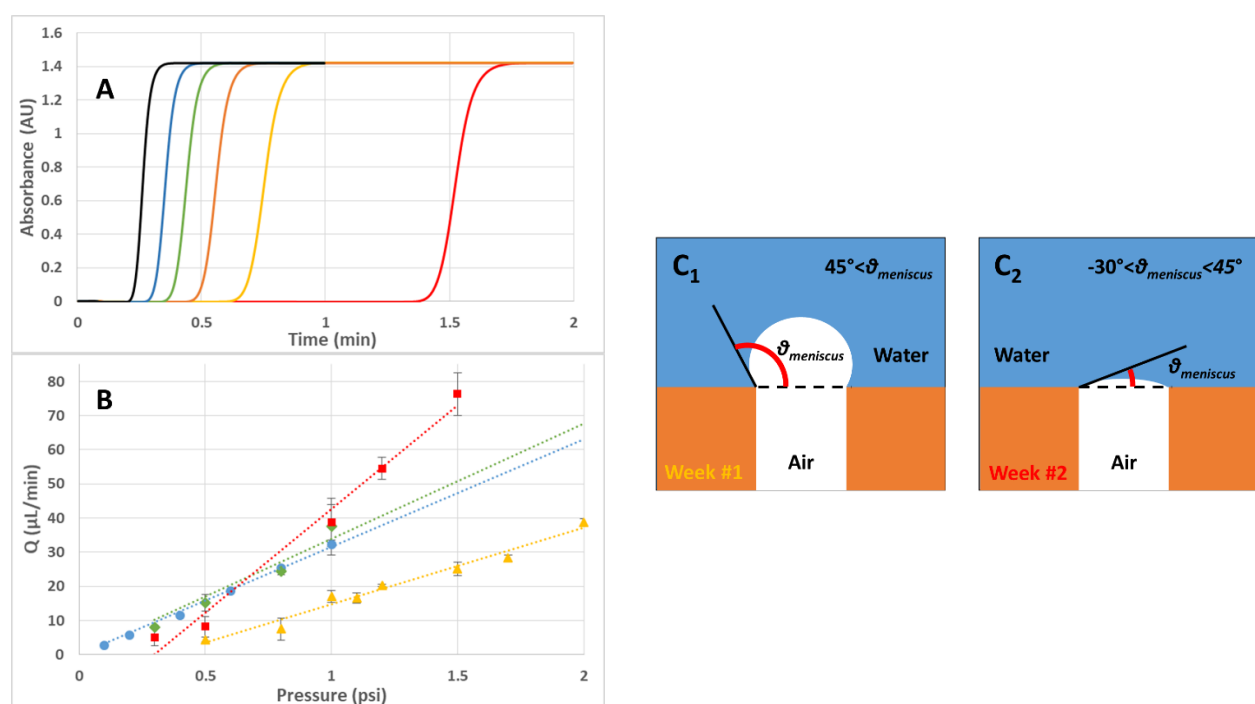 1.6
1.4
1.2
1
0.8
0.6
0.4
0.2
0
Absorbance (AU)
A
0
0.5
1
1.5
2
Time (min)
80
70
60
50
40
30
20
10
0
Q (µL/min)
B
0
0.5
1
1.5
2
Pressure (psi)
C1
45°<ϑmeniscus
ϑmeniscus
Water
Air
Week #1
C2
-30°<ϑmeniscus<45°
Water
ϑmeniscus
Air
Week #2